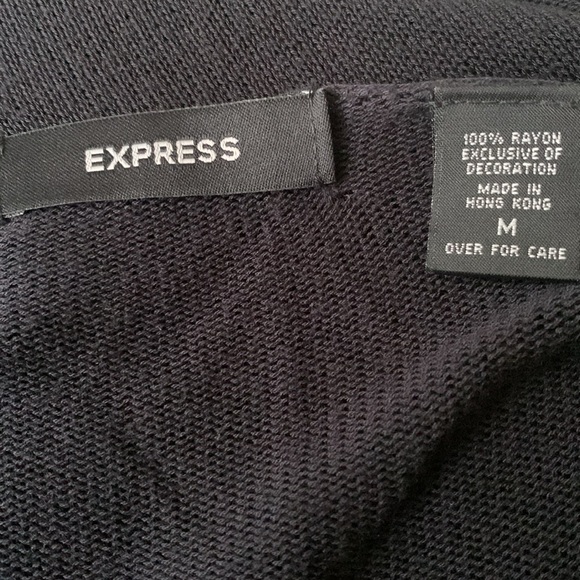 EXPRESS
100% RAYON
EXCLUSIVE OF
DECORATION
MADE IN
HONG KONG
M
OVER FOR CARE